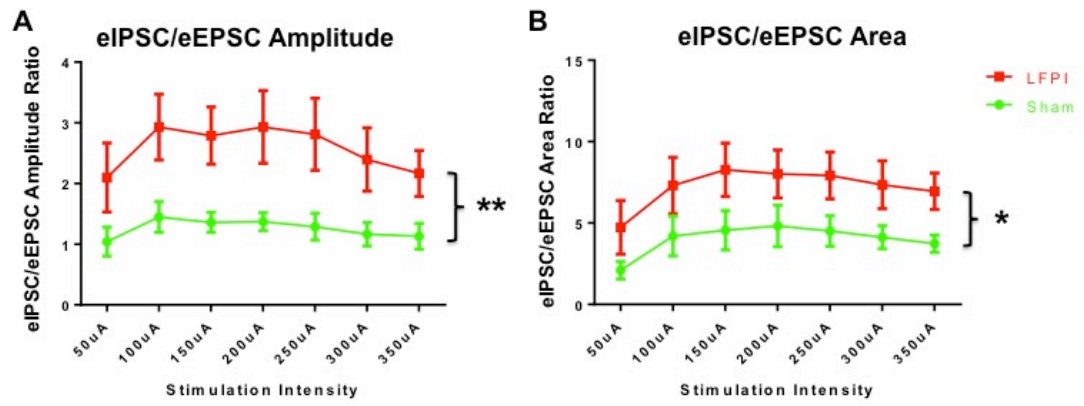 A
eIPSC/eEPSC Amplitude
eIPSC/eEPSC Amplitude Ratio
4
3
2
1
0
**
50uA
100uA
150uA
200uA
250uA
300uA
350uA
Stimulation Intensity
B
eIPSC/eEPSC Area
eIPSC/eEPSC Area Ratio
15
10
5
0
*
50uA
100uA
150uA
200uA
250uA
300uA
350uA
Stimulation Intensity
LFPI
Sham